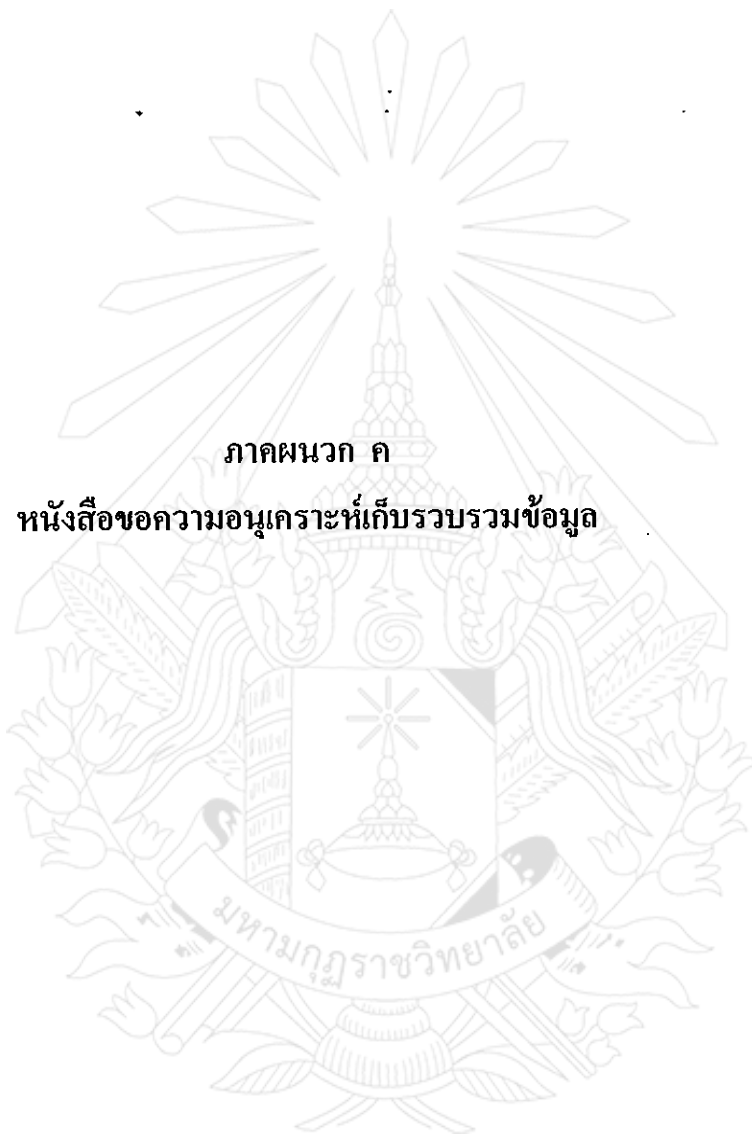 ภาคผนวก ค
หนังสือขอความอนุเคราะห์เก็บรวบรวมข้อมูล
มหามกุฏราชวิทยาลัย